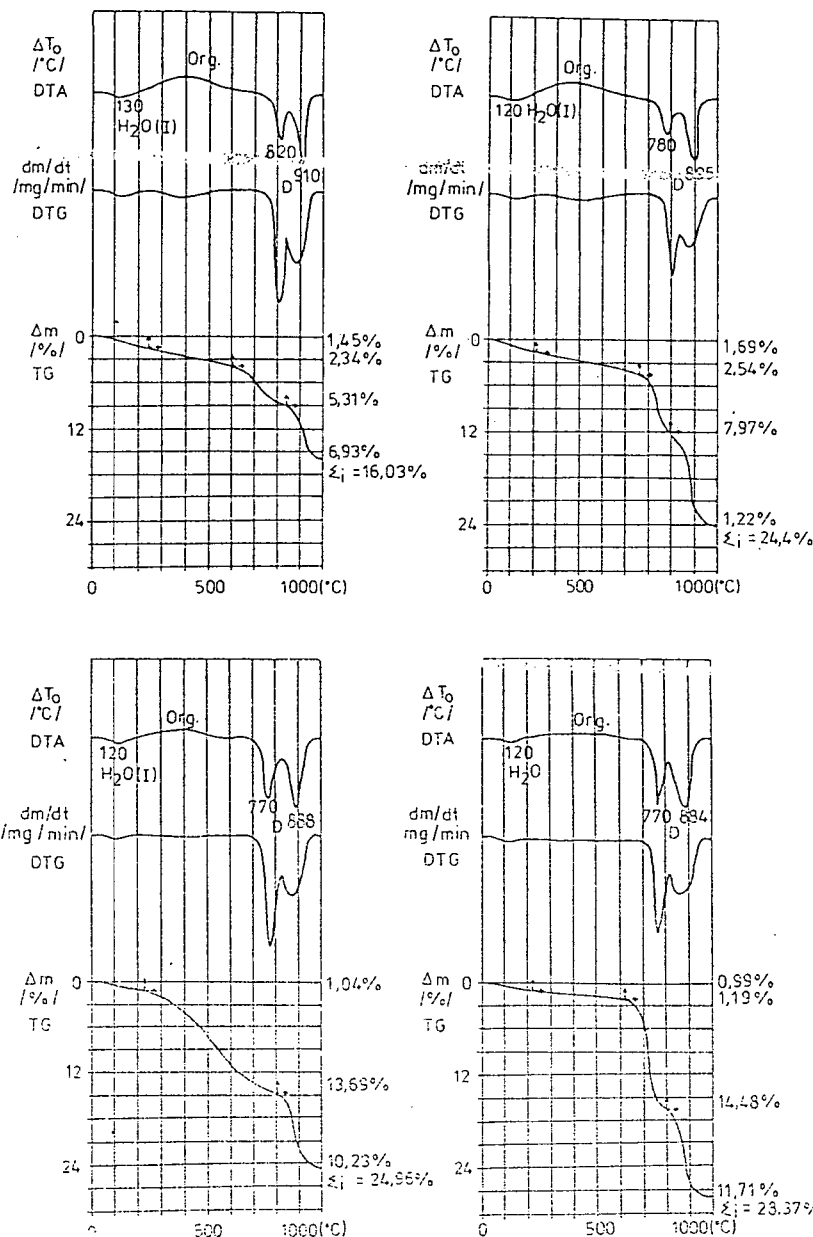 ΔT₀
/°C/
DTA
Org.
130
H₂O(I)
820
910
D
dm/dt
/mg/min/
DTG
Δm
/%/
TG
0
12
24
1,45%
2,34%
5,31%
6,93%
Σᵢ =16,03%
0 500 1000(°C)
ΔT₀
/°C/
DTA
Org.
120 H₂O(I)
780
D
dm/dt
/mg/min/
DTG
Δm
/%/
TG
0
12
24
1,69%
2,54%
7,97%
1,22%
Σᵢ =24,4%
0 500 1000(°C)
ΔT₀
/°C/
DTA
Org.
120
H₂O(I)
770
D
868
dm/dt
/mg/min/
DTG
Δm
/%/
TG
0
12
24
1,04%
13,69%
10,23%
Σᵢ = 24,96%
0 500 1000(°C)
ΔT₀
/°C/
DTA
Org.
120
H₂O
770
D
884
dm/dt
mg/min
DTG
Δm
/%/
TG
0
12
24
0,99%
1,19%
14,48%
11,71%
Σᵢ = 23,37%
0 500 1000(°C)